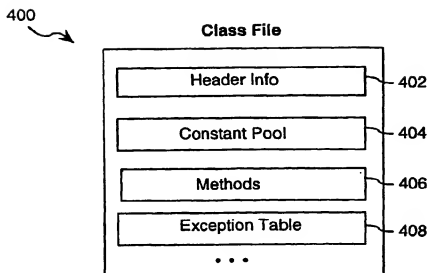 400
Class File
Header Info 402
Constant Pool 404
Methods 406
Exception Table 408
• • •